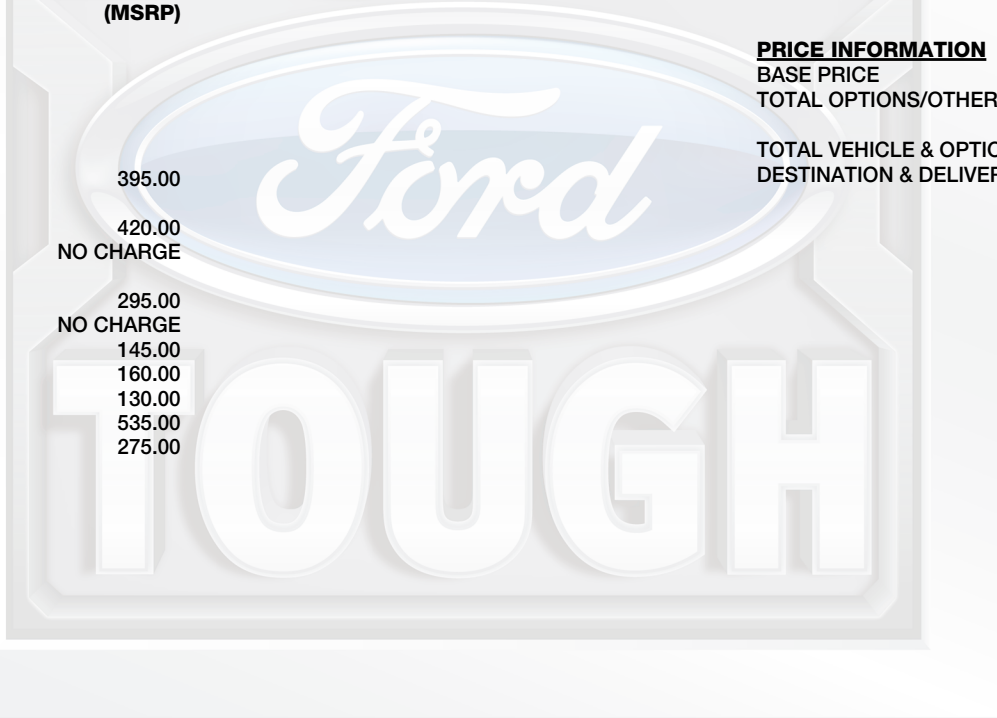 (MSRP)
395.00
420.00
NO CHARGE
295.00
NO CHARGE
145.00
160.00
130.00
535.00
275.00
PRICE INFORMATION
BASE PRICE
TOTAL OPTIONS/OTHER
TOTAL VEHICLE & OPTIO
DESTINATION & DELIVER
Ford
TOUGH